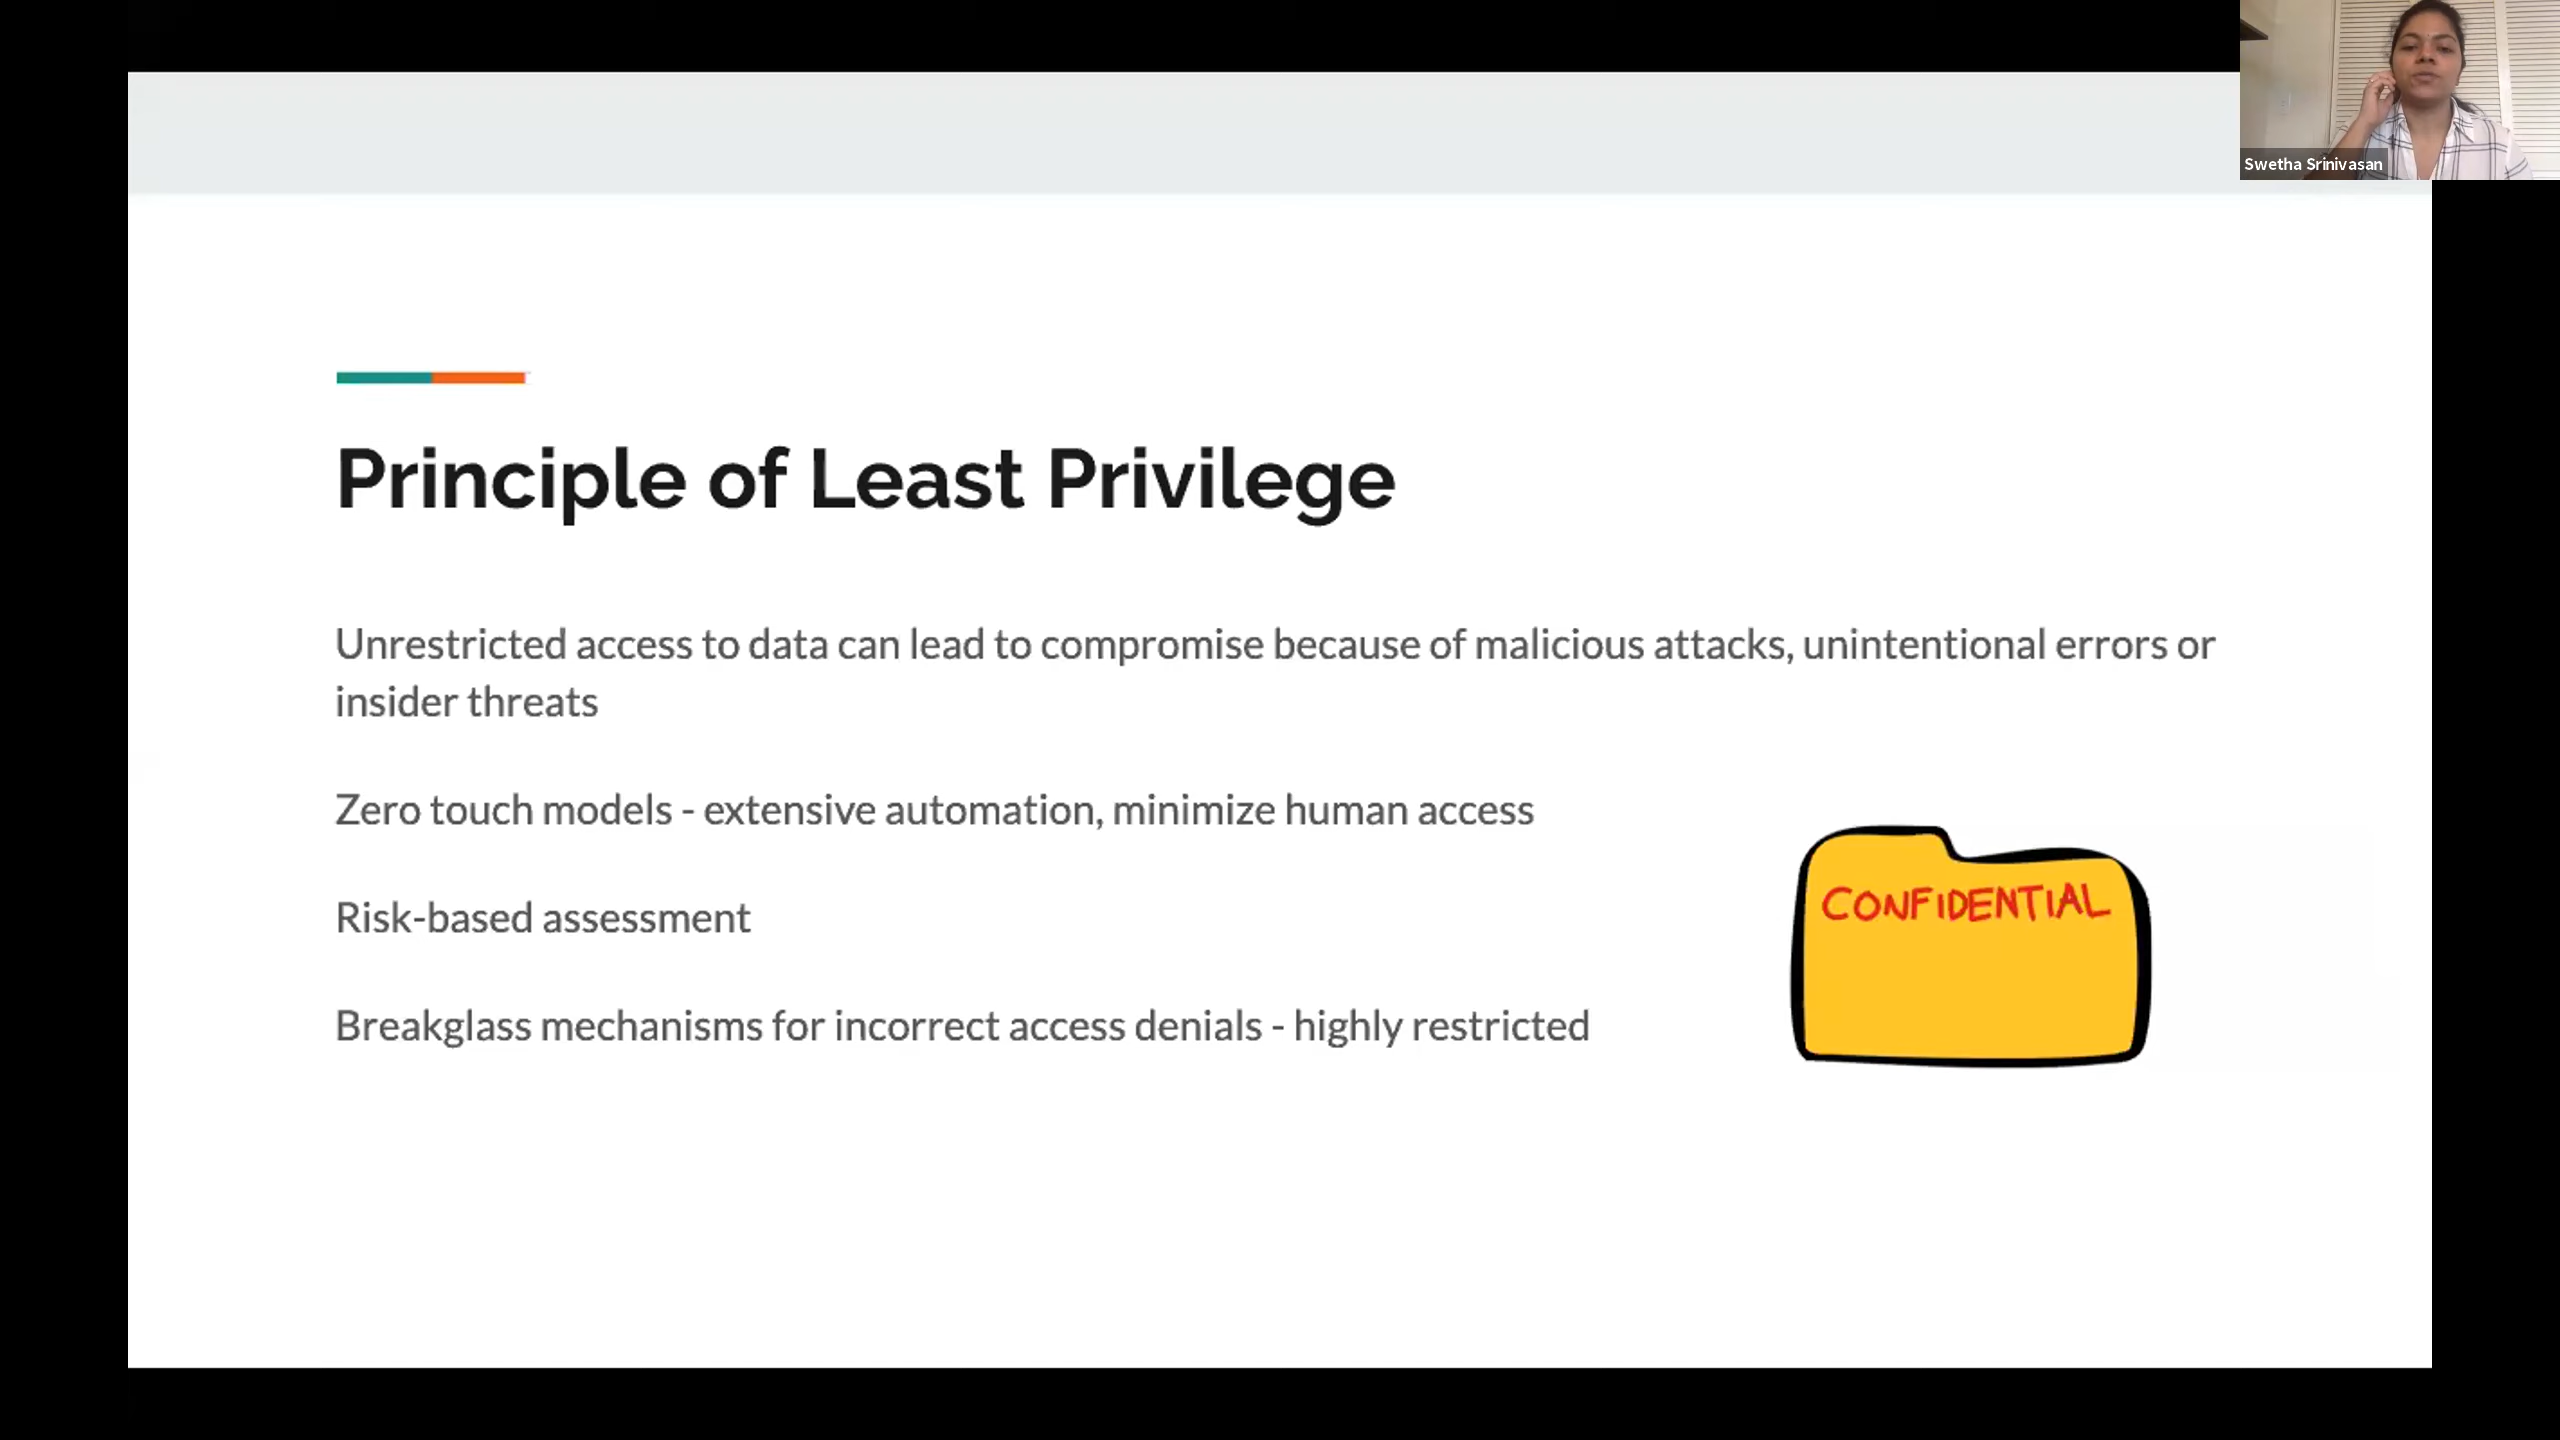 Swetha Srinivasan
Principle of Least Privilege
Unrestricted access to data can lead to compromise because of malicious attacks, unintentional errors or
insider threats
Zero touch models - extensive automation, minimize human access
Risk-based assessment
Breakglass mechanisms for incorrect access denials - highly restricted
CONFIDENTIAL